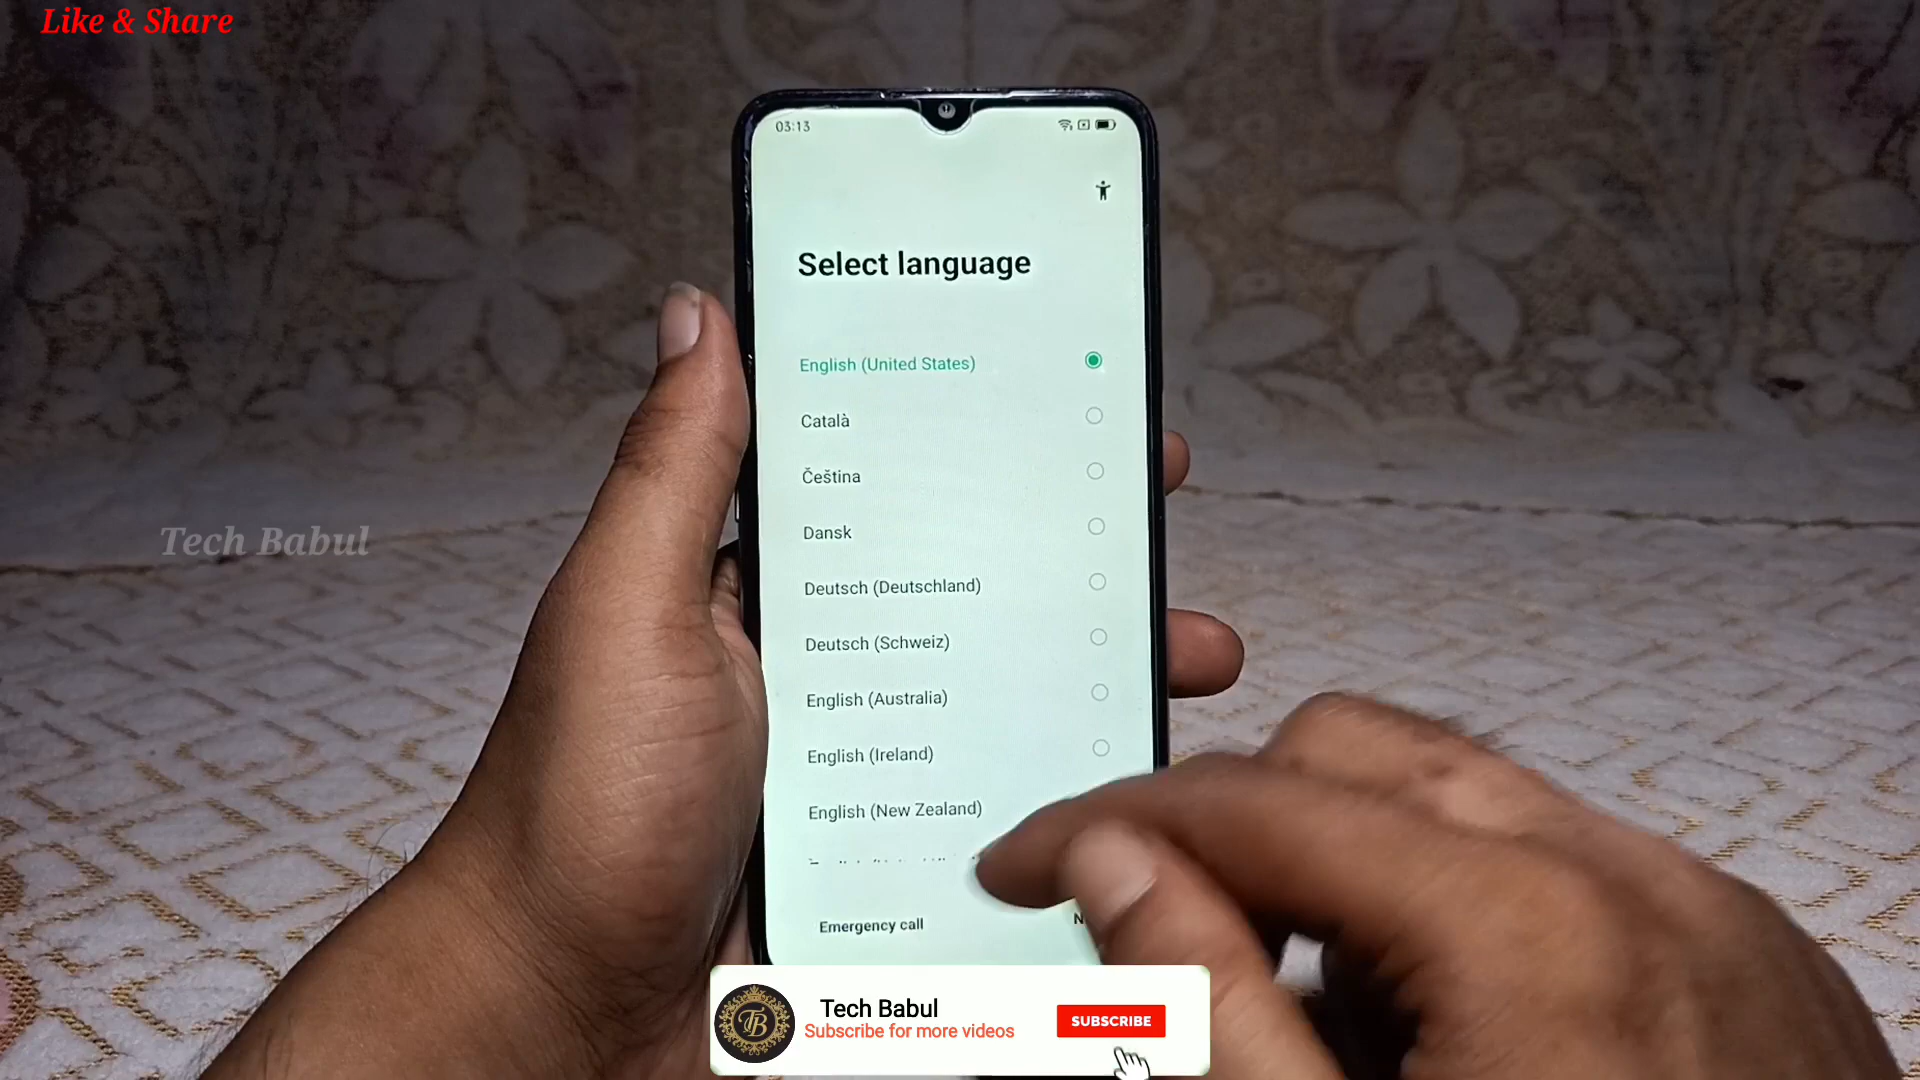 Like & Share
03:13
Select language
English (United States)
Català
Čeština
Dansk
Deutsch (Deutschland)
Deutsch (Schweiz)
English (Australia)
English (Ireland)
English (New Zealand)
Emergency call
Tech Babul
TB
Tech Babul
Subscribe for more videos
SUBSCRIBE